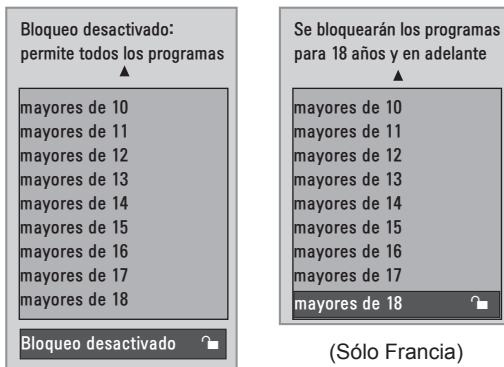 Bloqueo desactivado:
permite todos los programas
▲
mayores de 10
mayores de 11
mayores de 12
mayores de 13
mayores de 14
mayores de 15
mayores de 16
mayores de 17
mayores de 18
Bloqueo desactivado
Se bloquearán los programas
para 18 años y en adelante
▲
mayores de 10
mayores de 11
mayores de 12
mayores de 13
mayores de 14
mayores de 15
mayores de 16
mayores de 17
mayores de 18
(Sólo Francia)